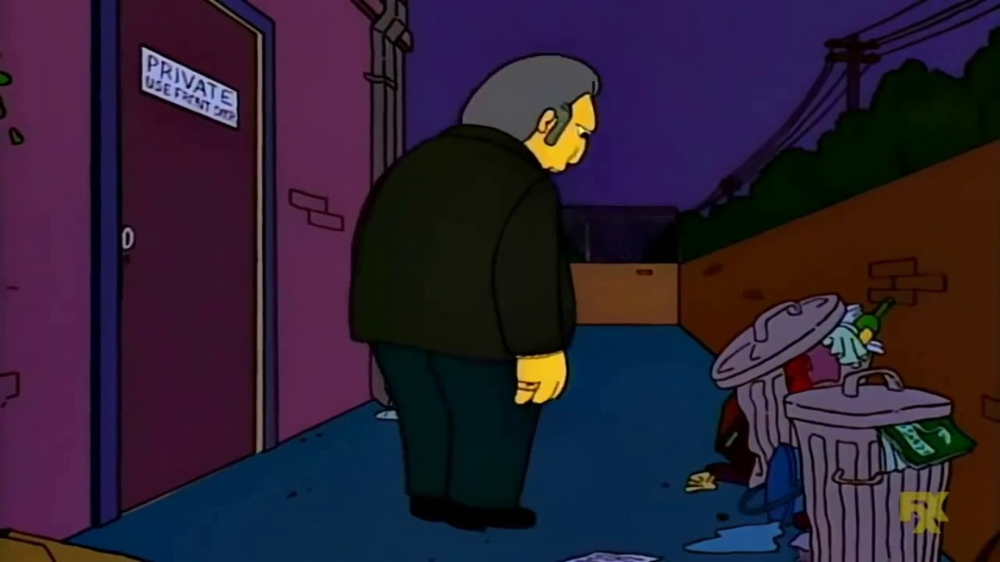 PRIVATE
USE FRONT DOOR
FX